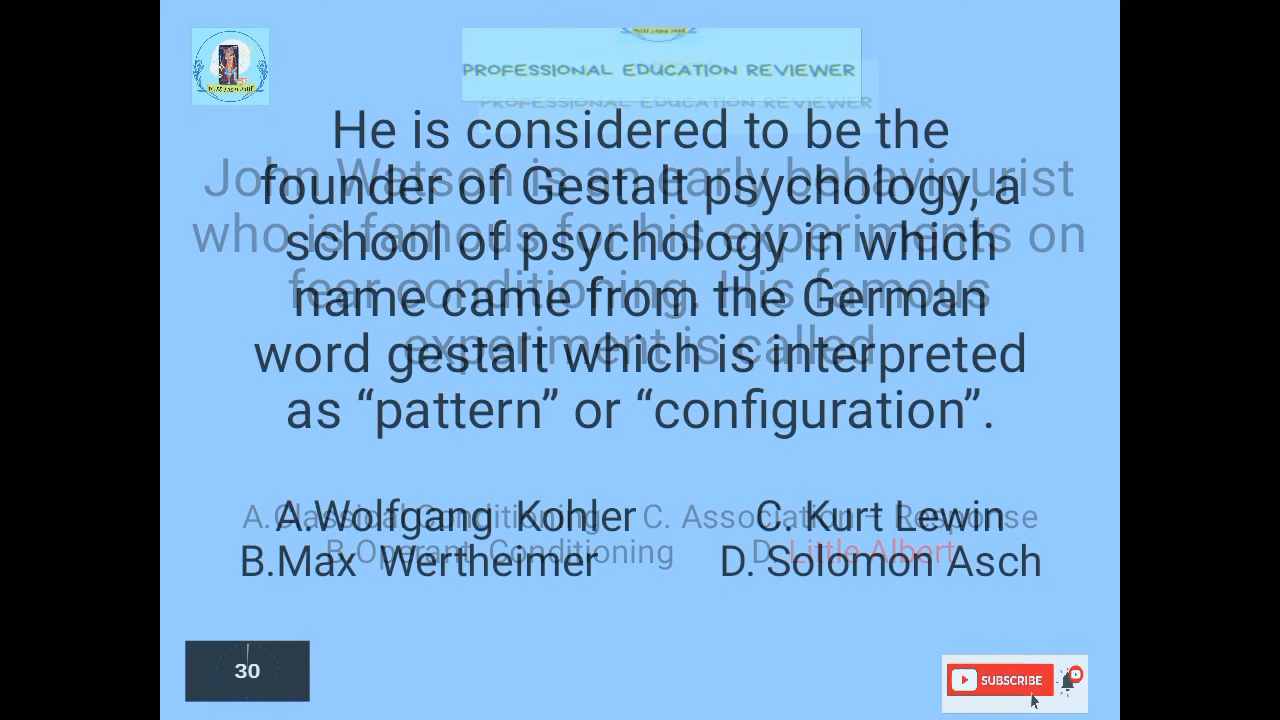 PROFESSIONAL EDUCATION REVIEWER
PROFESSIONAL EDUCATION REVIEWER
He is considered to be the
founder of Gestalt psychology, a
school of psychology in which
name came from the German
word gestalt which is interpreted
as “pattern” or “configuration”.
A.Wolfgang Kohler
C. Kurt Lewin
B.Max Wertheimer
D. Solomon Asch
John Watson is an early behaviourist
who is famous for his experiments on
fear conditioning. His famous
experiment is called
A.Classical Conditioning
C. Association – Response
B.Operant Conditioning
D. Little Albert
30
SUBSCRIBE